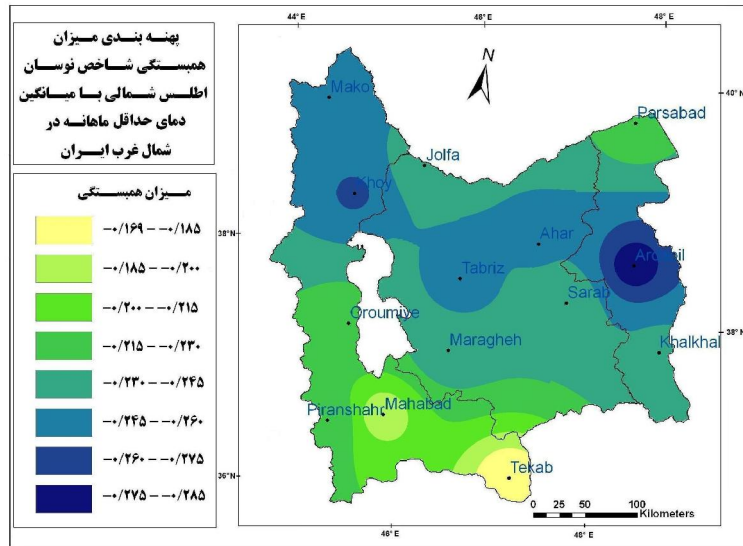 پهنه بندی میزان
همبستگی شاخص نوسان
اطلس شمالی با میانگین
دمای حداقل ماهانه در
شمال غرب ایران
میزان همبستگی
-۰/۱۶۹ - -۰/۱۸۵
-۰/۱۸۵ - -۰/۲۰۰
-۰/۲۰۰ - -۰/۲۱۵
-۰/۲۱۵ - -۰/۲۳۰
-۰/۲۳۰ - -۰/۲۴۵
-۰/۲۴۵ - -۰/۲۶۰
-۰/۲۶۰ - -۰/۲۷۵
-۰/۲۷۵ - -۰/۲۸۵
44°E 46°E 48°E
N
Mako
40°N
Parsabad
Jolfa
Khoy
38°N
Ahar
Ardebil
Tabriz
Sarab
Oroumiye
38°N
Maragheh
Khalkhal
Piranshahr
Mahabad
36°N
Tekab
0 25 50 100
Kilometers
46°E 48°E